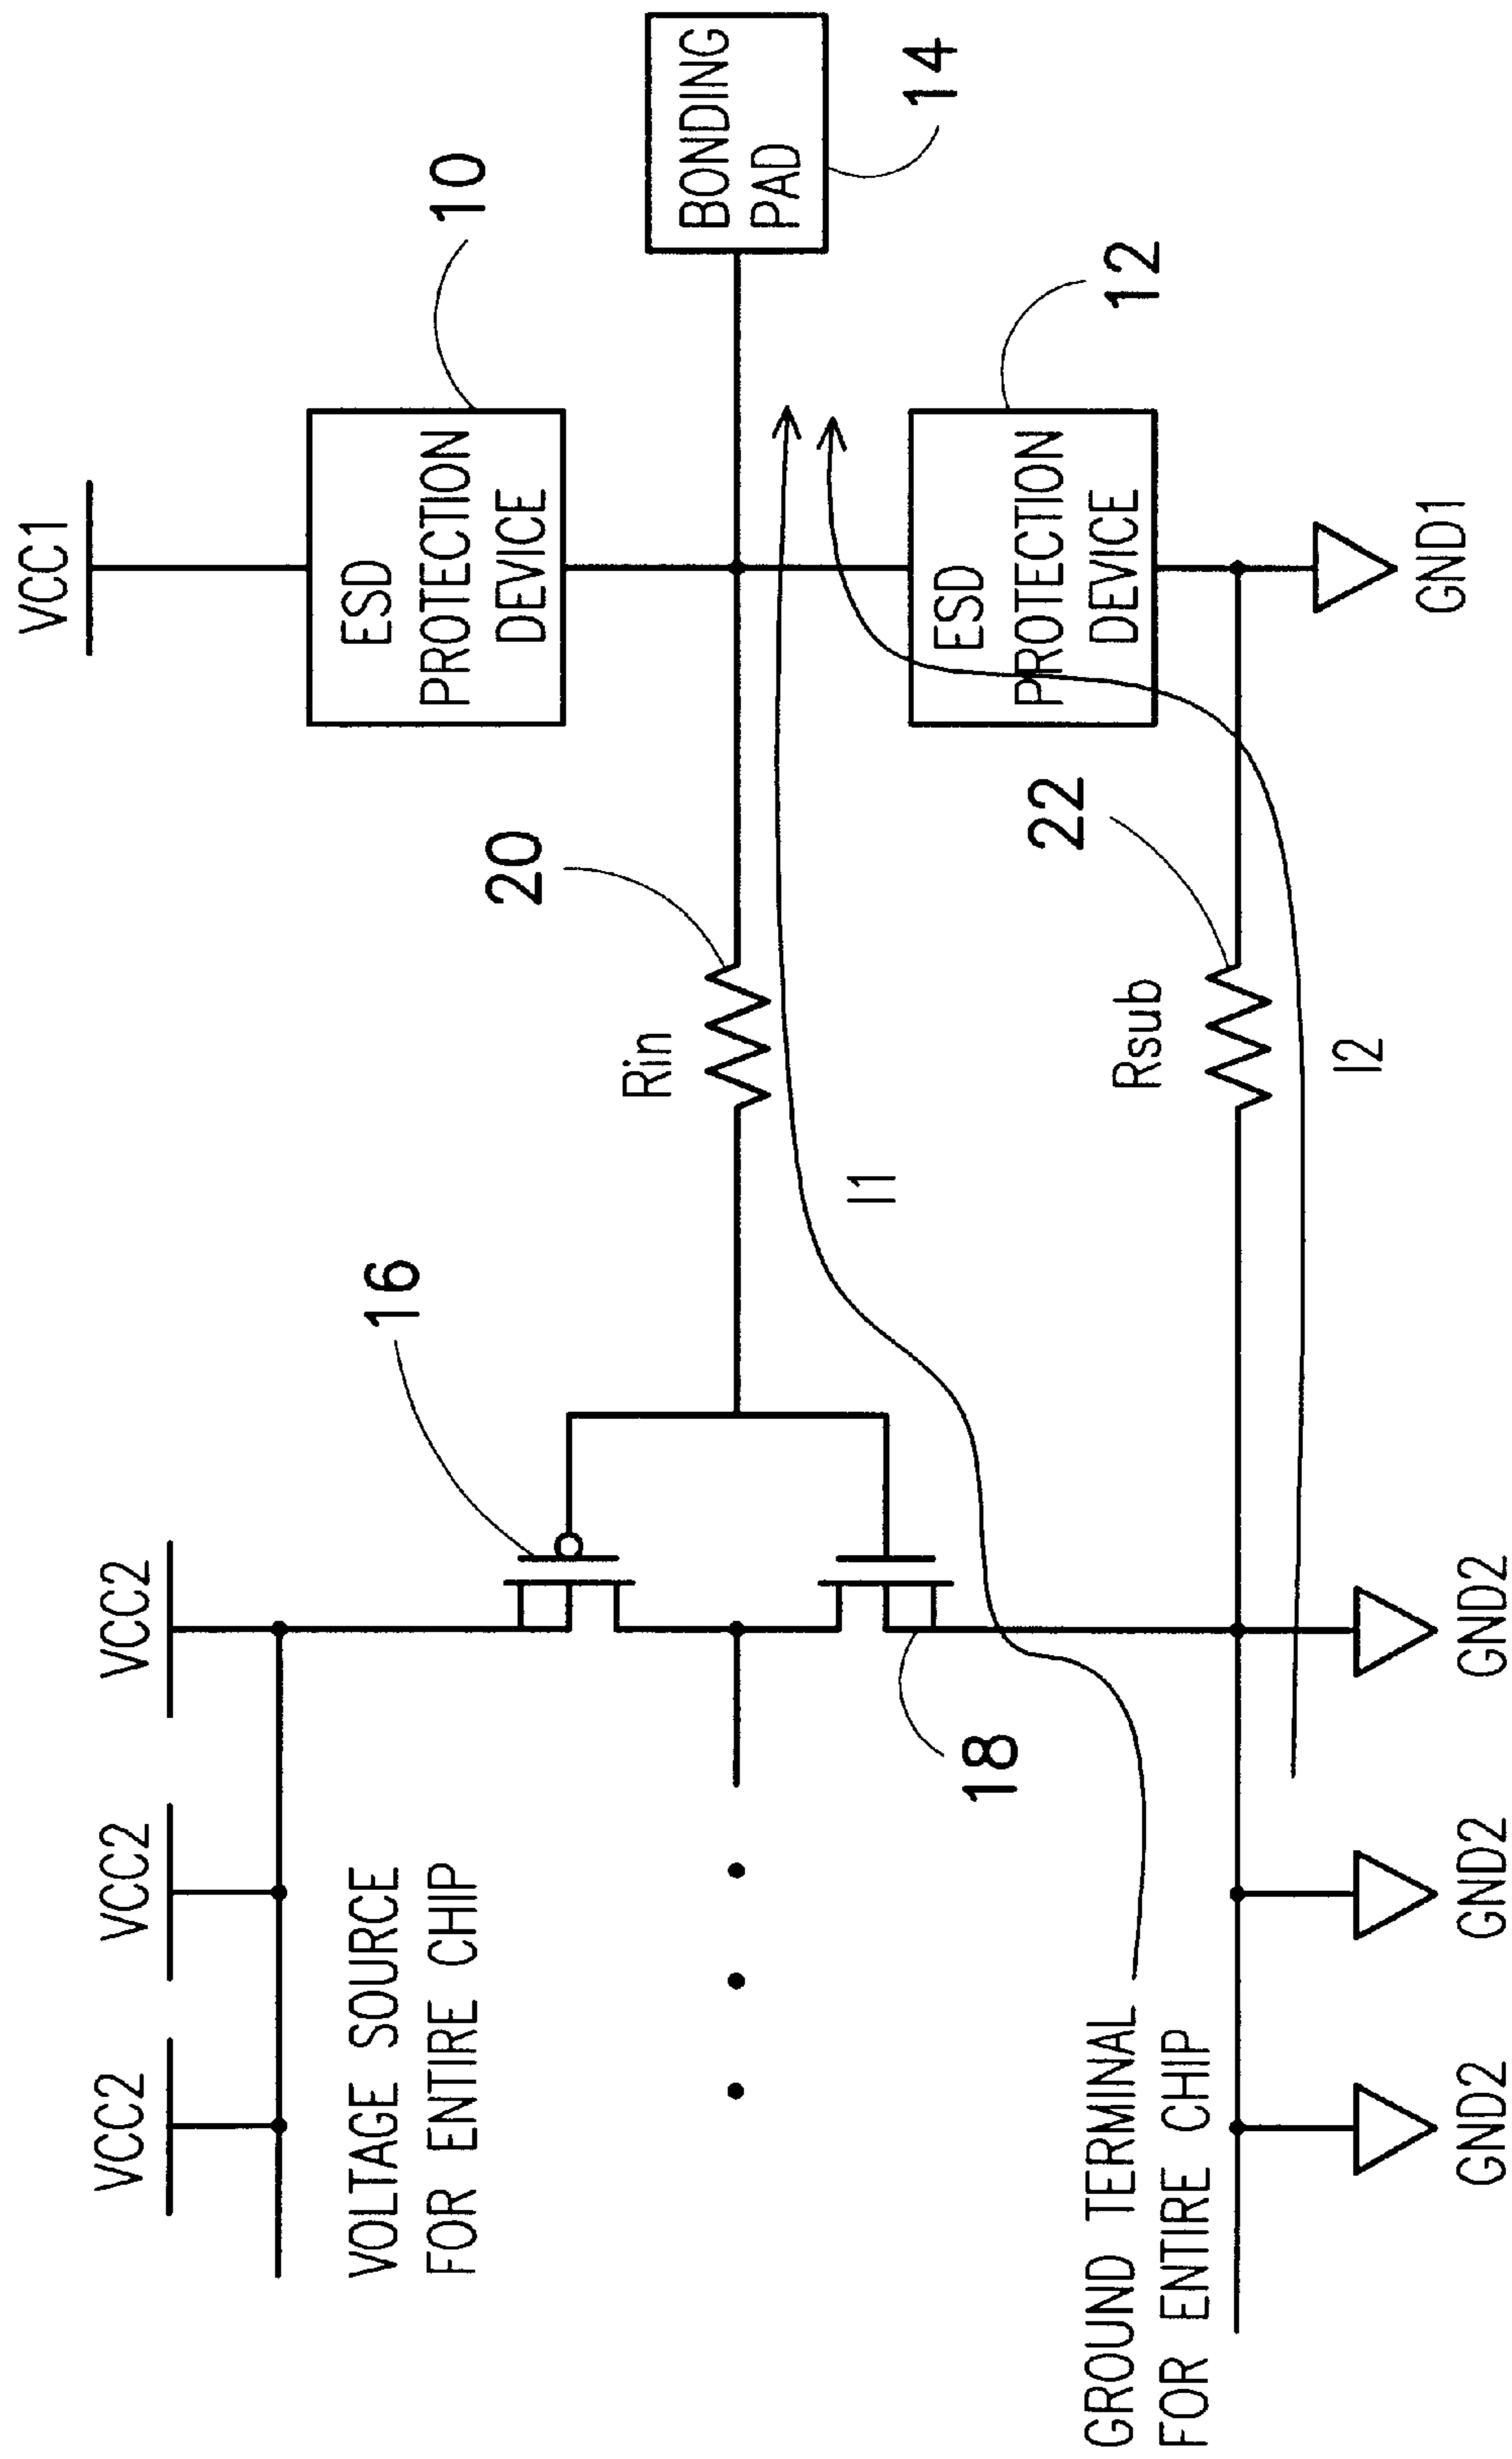 VCC2
VCC2
VCC2
VCC1
VOLTAGE SOURCE
FOR ENTIRE CHIP
16
10
ESD
PROTECTION
DEVICE
20
Rin
BONDING
PAD
14
I1
18
12
ESD
PROTECTION
DEVICE
22
Rsub
GROUND TERMINAL
FOR ENTIRE CHIP
I2
GND2
GND2
GND2
GND1